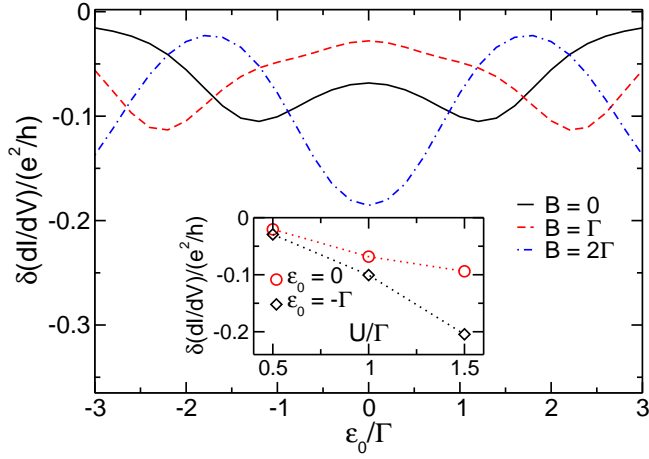 0
-0.1
-0.2
-0.3
δ(dI/dV)/(e²/h)
B = 0
B = Γ
B = 2Γ
0
-0.1
-0.2
δ(dI/dV)/(e²/h)
ε₀ = 0
ε₀ = -Γ
U/Γ
0.5 1 1.5
-3 -2 -1 0 1 2 3
ε₀/Γ